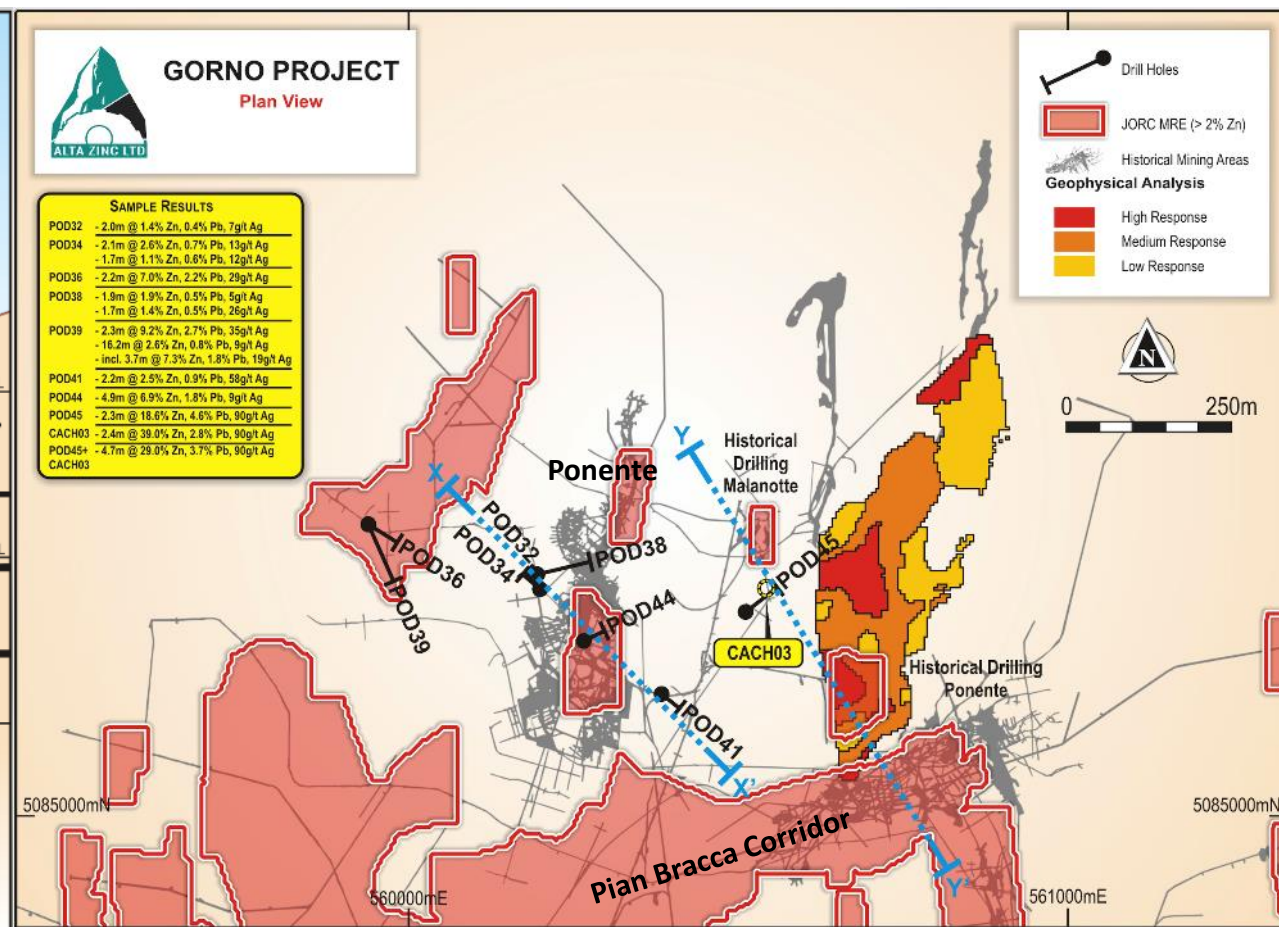 GORNO PROJECT
Plan View
ALTA ZINC LTD
Drill Holes
JORC MRE (> 2% Zn)
Historical Mining Areas
Geophysical Analysis
High Response
Medium Response
Low Response
SAMPLE RESULTS
POD32 - 2.0m @ 1.4% Zn, 0.4% Pb, 7g/t Ag
POD34 - 2.1m @ 2.6% Zn, 0.7% Pb, 13g/t Ag
- 1.7m @ 1.1% Zn, 0.6% Pb, 12g/t Ag
POD36 - 2.2m @ 7.0% Zn, 2.2% Pb, 29g/t Ag
POD38 - 1.9m @ 1.9% Zn, 0.5% Pb, 5g/t Ag
- 1.7m @ 1.4% Zn, 0.5% Pb, 26g/t Ag
POD39 - 2.3m @ 9.2% Zn, 2.7% Pb, 35g/t Ag
- 16.2m @ 2.6% Zn, 0.8% Pb, 9g/t Ag
- incl. 3.7m @ 7.3% Zn, 1.8% Pb, 19g/t Ag
POD41 - 2.2m @ 2.5% Zn, 0.9% Pb, 58g/t Ag
POD44 - 4.9m @ 6.9% Zn, 1.8% Pb, 9g/t Ag
POD45 - 2.3m @ 18.6% Zn, 4.6% Pb, 90g/t Ag
CACH03 - 2.4m @ 39.0% Zn, 2.8% Pb, 90g/t Ag
POD45+ - 4.7m @ 29.0% Zn, 3.7% Pb, 90g/t Ag
CACH03
N
0 250m
Y
Historical
Drilling
Malanotte
Ponente
X
POD32
POD34
POD38
POD36
POD39
POD44
POD45
CACH03
POD41
Historical Drilling
Ponente
X'
5085000mN
5085000mN
Pian Bracca Corridor
Y'
560000mE
561000mE